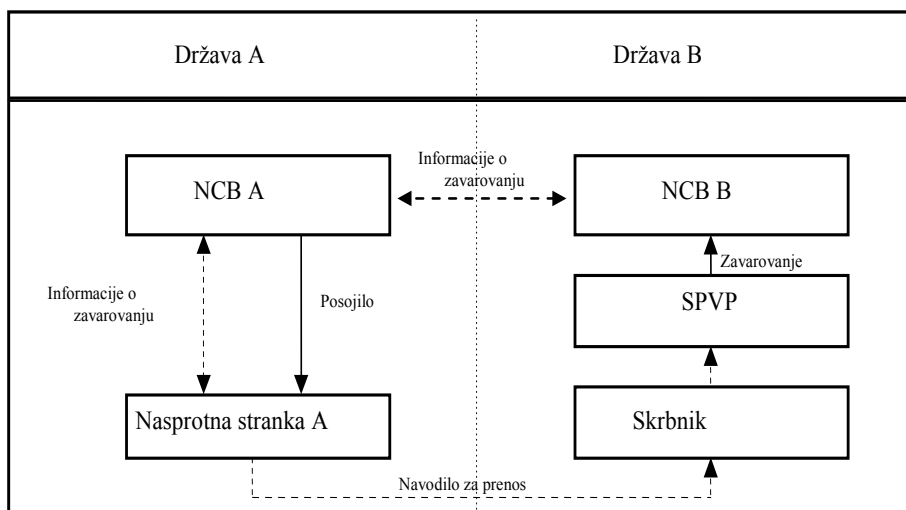 Država A
Država B
Informacije o
zavarovanju
NCB A
NCB B
Zavarovanje
Informacije o
zavarovanju
Posojilo
SPVP
Nasprotna stranka A
Skrbnik
Navodilo za prenos